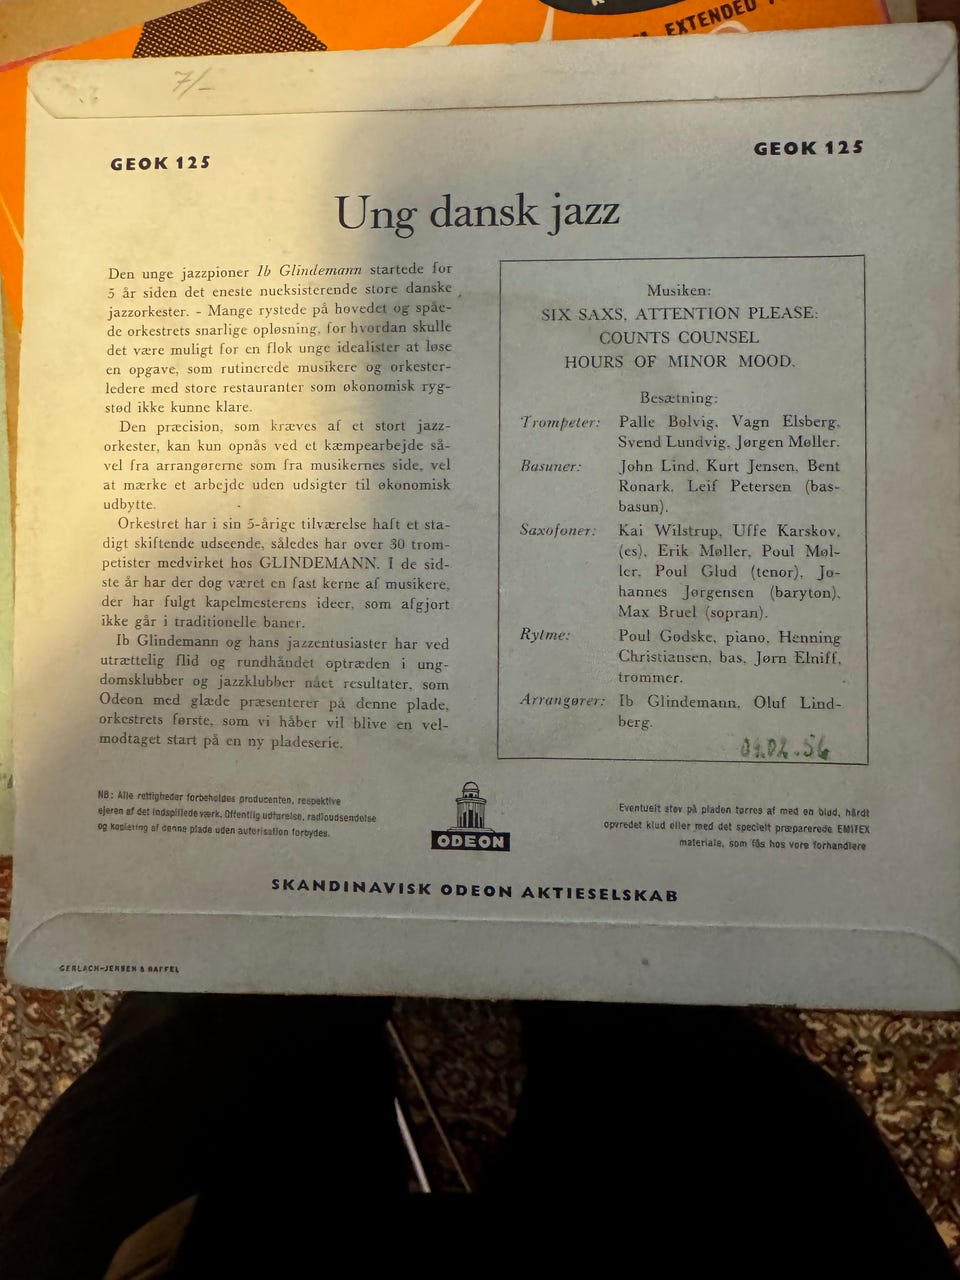 EXTENDED
7/-
GEOK 125
GEOK 125
Ung dansk jazz
Den unge jazzpioner Ib Glindemann startede for
5 år siden det eneste nueksisterende store danske
jazzorkester. - Mange rystede på hovedet og spåe-
de orkestrets snarlige opløsning, for hvordan skulle
det være muligt for en flok unge idealister at løse
en opgave, som rutinerede musikere og orkester-
ledere med store restauranter som økonomisk ryg-
stød ikke kunne klare.
Den præcision, som kræves af et stort jazz-
orkester, kan kun opnås ved et kæmpearbejde så-
vel fra arrangørerne som fra musikernes side, vel
at mærke et arbejde uden udsigter til økonomisk
udbytte.
Orkestret har i sin 5-årige tilværelse haft et sta-
digt skiftende udseende, således har over 30 trom-
petister medvirket hos GLINDEMANN. I de sid-
ste år har der dog været en fast kerne af musikere,
der har fulgt kapelmesterens ideer, som afgjort
ikke går i traditionelle baner.
Ib Glindemann og hans jazzentusiaster har ved
utrættelig flid og rundhåndet optræden i ung-
domsklubber og jazzklubber nået resultater, som
Odeon med glæde præsenterer på denne plade,
orkestrets første, som vi håber vil blive en vel-
modtaget start på en ny pladeserie.
Musiken:
SIX SAXS, ATTENTION PLEASE:
COUNTS COUNSEL
HOURS OF MINOR MOOD.
Besætning:
Trompeter: Palle Bolvig, Vagn Elsberg,
Svend Lundvig, Jørgen Møller.
Basuner: John Lind, Kurt Jensen, Bent
Ronark, Leif Petersen (bas-
basun).
Saxofoner: Kai Wilstrup, Uffe Karskov,
(es), Erik Møller, Poul Møl-
ler, Poul Glud (tenor), Jo-
hannes Jørgensen (baryton),
Max Bruel (sopran).
Rytme: Poul Godske, piano, Henning
Christiansen, bas, Jørn Elniff,
trommer.
Arrangører: Ib Glindemann, Oluf Lind-
berg.
NB: Alle rettigheder forbeholdes producenten, respektive
ejeren af det indspillede værk. Offentlig udførelse, radioudsendelse
og kopiering af denne plade uden autorisation forbydes.
ODEON
Eventuelt støv på pladen tørres af med en blød, hårdt
opvredet klud eller med det specielt præparerede EMITEX
materiale, som fås hos vore forhandlere
SKANDINAVISK ODEON AKTIESELSKAB
GERLACH-JENSEN & RAFFEL